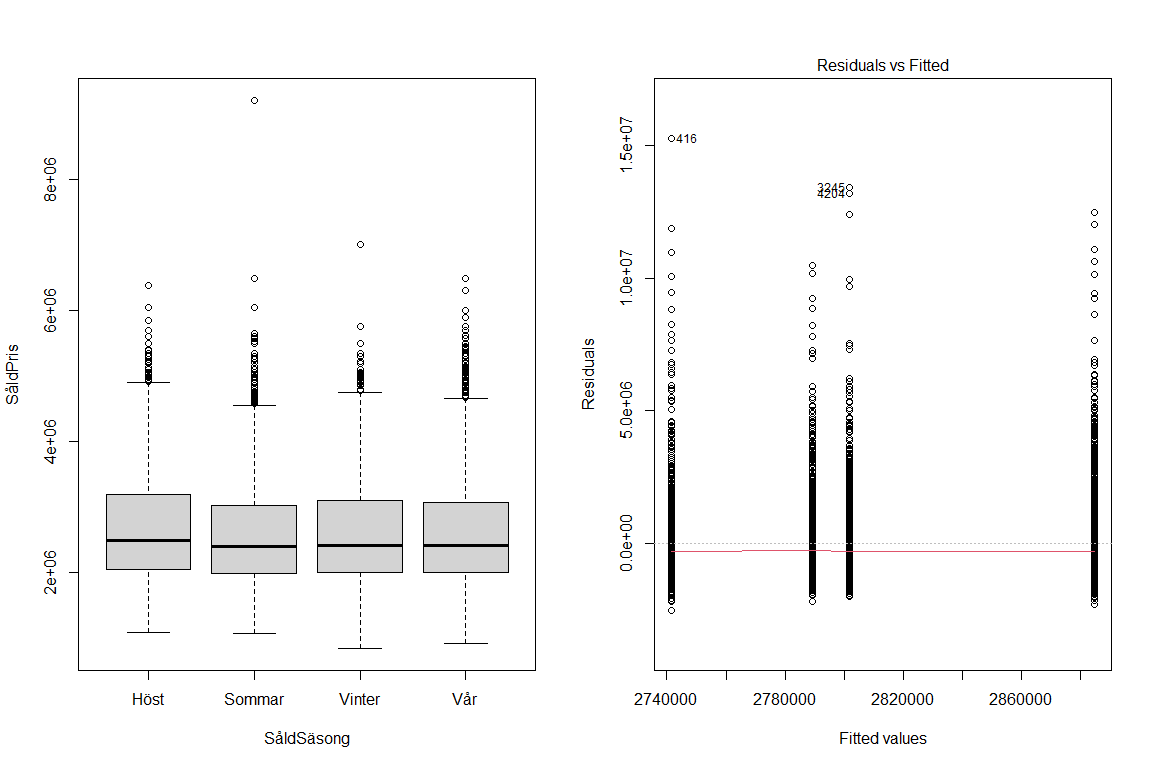 SåldPris
8e+06
6e+06
4e+06
2e+06
Höst Sommar Vinter Vår
SåldSäsong
Residuals vs Fitted
Residuals
1.5e+07
1.0e+07
5.0e+06
0.0e+00
416
3245
4204
2740000 2780000 2820000 2860000
Fitted values